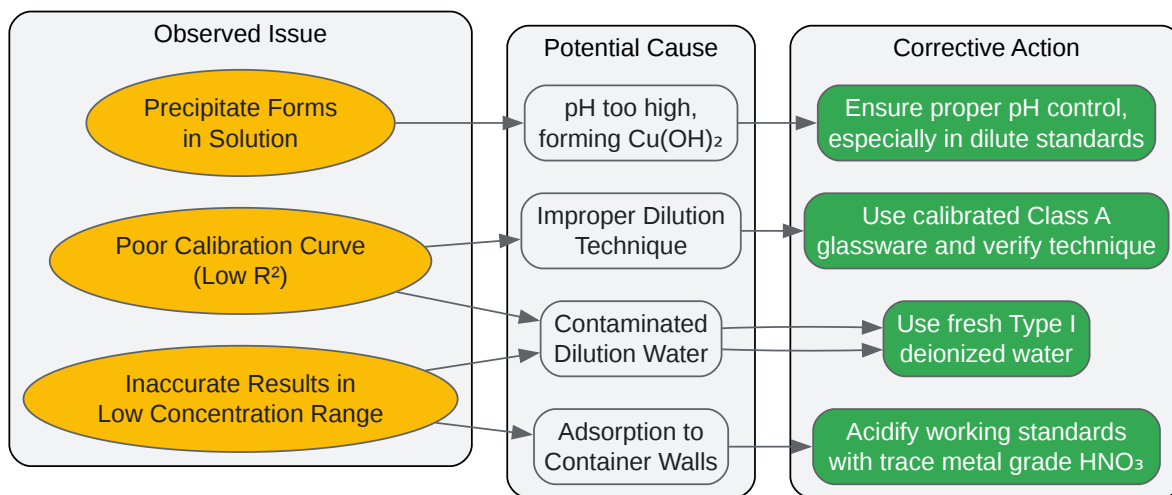 Observed Issue
Precipitate Forms
in Solution
Poor Calibration Curve
(Low R²)
Inaccurate Results in
Low Concentration Range
Potential Cause
pH too high,
forming Cu(OH)₂
Improper Dilution
Technique
Contaminated
Dilution Water
Adsorption to
Container Walls
Corrective Action
Ensure proper pH control,
especially in dilute standards
Use calibrated Class A
glassware and verify technique
Use fresh Type I
deionized water
Acidify working standards
with trace metal grade HNO₃